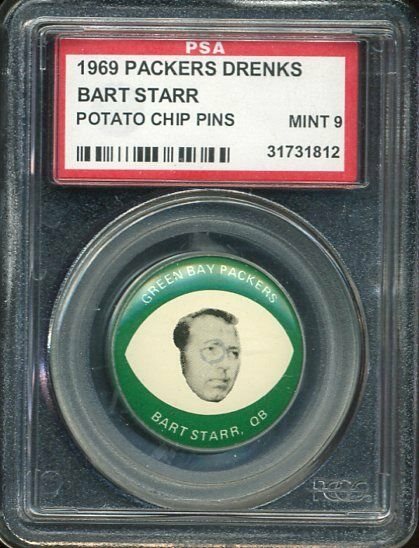 PSA
1969 PACKERS DRENKS
BART STARR
POTATO CHIP PINS MINT 9
31731812
GREEN BAY PACKERS
BART STARR, QB